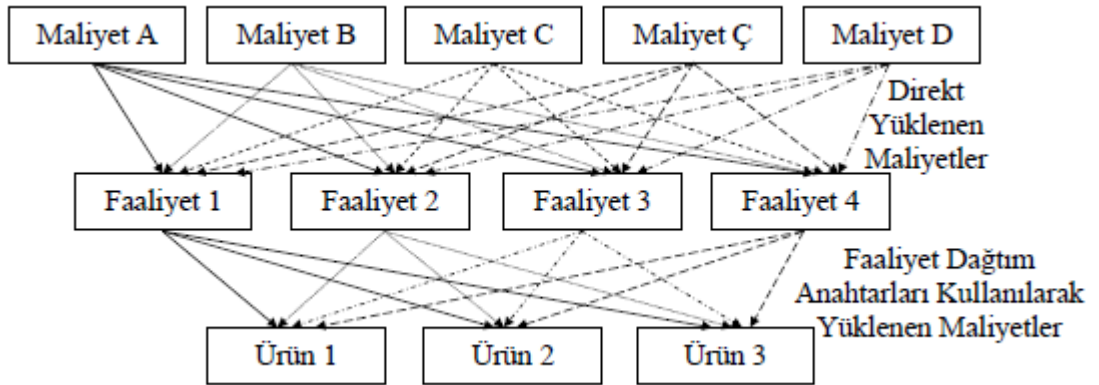 Maliyet A
Maliyet B
Maliyet C
Maliyet Ç
Maliyet D
Direkt
Yüklenen
Maliyetler
Faaliyet 1
Faaliyet 2
Faaliyet 3
Faaliyet 4
Faaliyet Dağtım
Anahtarları Kullanılarak
Yüklenen Maliyetler
Ürün 1
Ürün 2
Ürün 3